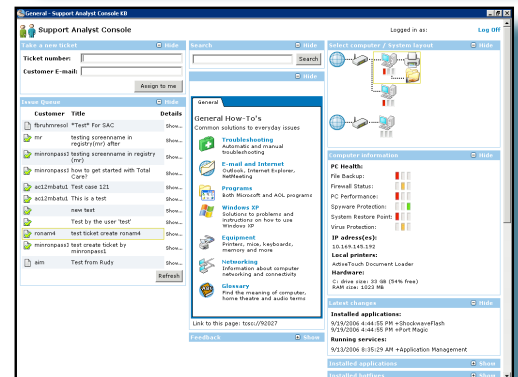 General - Support Analyst Console KB
Support Analyst Console
Logged in as:
Log Off
Take a new ticket
Hide
Ticket number:
Customer E-mail:
Assign to me
Issue Queue
Hide
Customer Title Details
fbruhmresol *Test* For SAC Show...
mr testing screenname in registry(mr) after Show...
minronpass1 testing screenname in registry (mr) Show...
minronpass1 how to get started with Total Care? Show...
ac12mbatu1 Test case 121 Show...
ac12mbatu1 This is a test Show...
new test Show...
Test by the user 'test' Show...
ronam4 test ticket create ronam4 Show...
minronpass1 test create ticket by minronpass1 Show...
aim Test from Rudy Show...
Refresh
Search
Hide
Search
Hide
General
General How-To's
Common solutions to everyday issues
Troubleshooting
Automatic and manual
troubleshooting
E-mail and Internet
Outlook, Internet Explorer,
NetMeeting
Programs
Both Microsoft and AOL programs
Windows XP
Solutions to problems and
instructions on how to use
Windows XP
Equipment
Printers, mice, keyboards,
memory and more
Networking
Information about computer
networking and connectivity
Glossary
Find the meaning of computer,
home theatre and audio terms
Link to this page: tcsc://92027
Feedback
Show
Select computer / System layout
Hide
Computer information
Hide
PC Health:
File Backup:
Firewall Status:
PC Performance:
Spyware Protection:
System Restore Point:
Virus Protection:
IP adress(es):
10.169.145.192
Local printers:
ActiveTouch Document Loader
Hardware:
C: drive size: 33 GB (54% free)
RAM size: 1023 MB
Latest changes
Hide
Installed applications:
9/19/2006 4:44:55 PM +ShockwaveFlash
9/19/2006 4:44:55 PM +Port Magic
Running services:
9/13/2006 8:35:29 AM +Application Management
Installed applications
Show
Installed hotfixes
Show